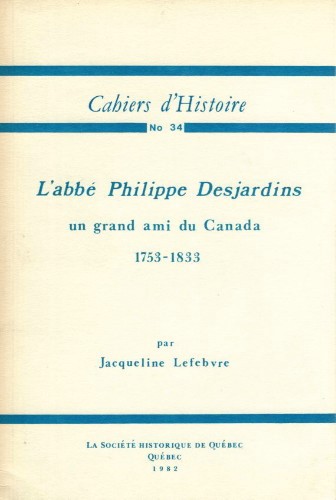 Cahiers d'Histoire
No 34
L'abbé Philippe Desjardins
un grand ami du Canada
1753-1833
par
Jacqueline Lefebvre
LA SOCIÉTÉ HISTORIQUE DE QUÉBEC
QUÉBEC
1982